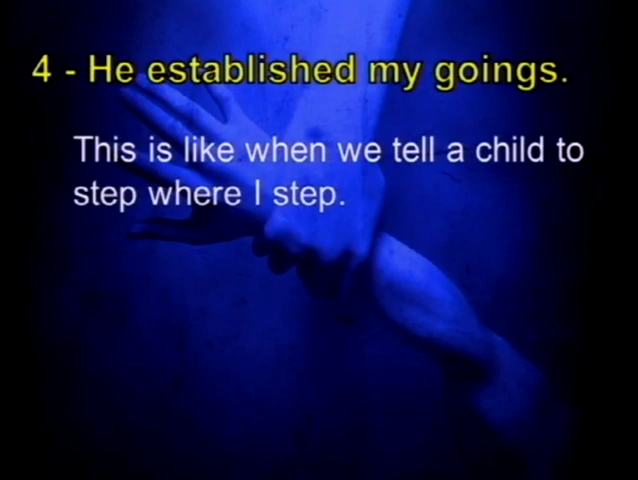 4 - He established my goings.
This is like when we tell a child to
step where I step.